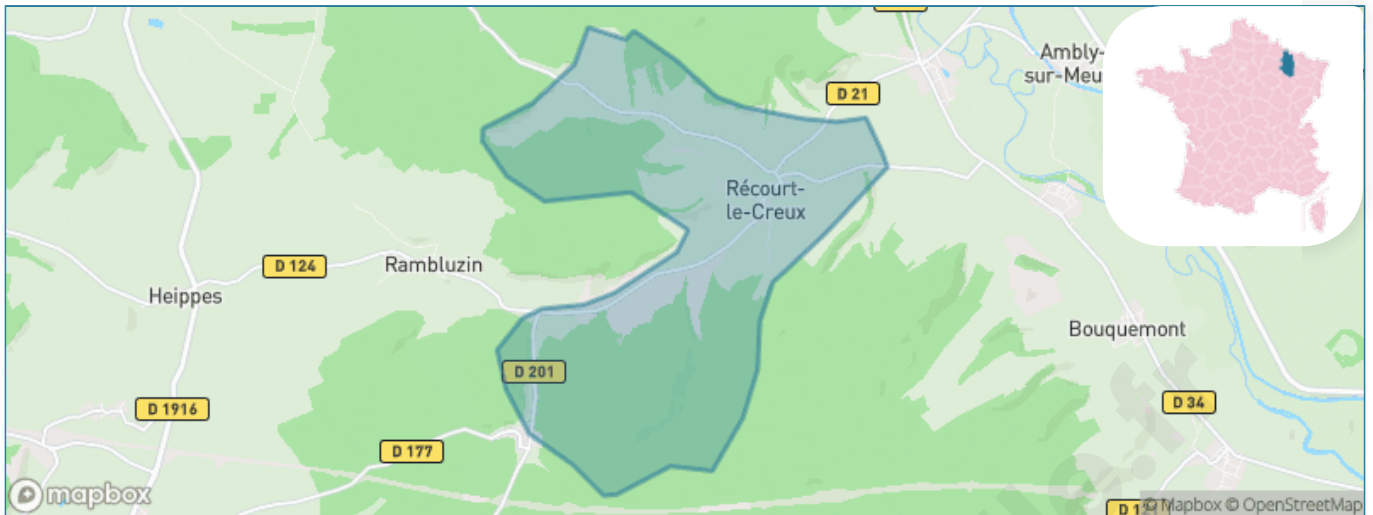 Ambly-
sur-Meu
D 21
Récourt-
le-Creux
D 124
Rambluzin
Heippes
Bouquemont
D 201
D 1916
D 34
D 177
mapbox
© Mapbox © OpenStreetMap